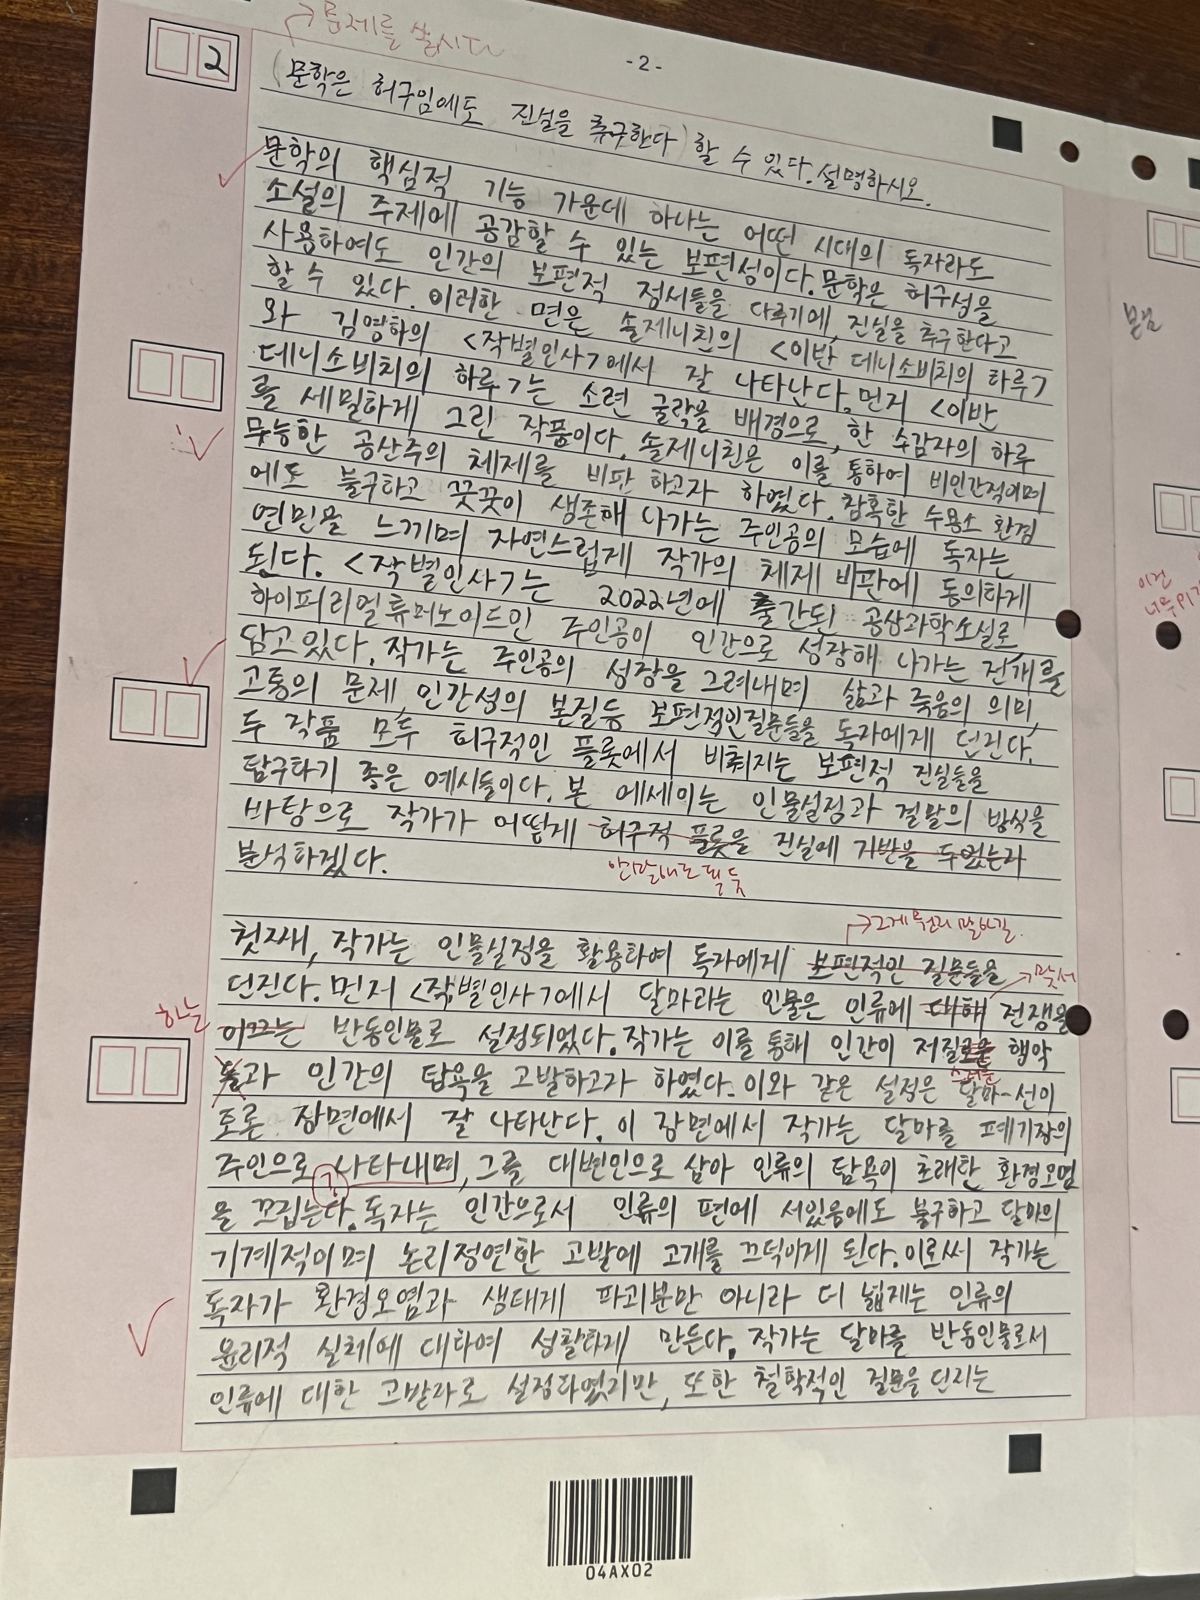 →문제를 씁시다
- 2 -
2
(문학은 허구임에도 진실을 추구한다) 할 수 있다. 설명하시오.
문학의 핵심적 기능 가운데 하나는 어떤 시대의 독자라도
소설의 주제에 공감할 수 있는 보편성이다. 문학은 허구성을
사용하여도 인간의 보편적 정서들을 다루기에, 진실을 추구한다고
할 수 있다. 이러한 면은 솔제니친의 <이반 데니소비치의 하루>
와 김영하의 <작별인사>에서 잘 나타난다. 먼저 <이반
데니소비치의 하루>는 소련 굴락을 배경으로, 한 수감자의 하루
를 세밀하게 그린 작품이다. 솔제니친은 이를 통하여 비인간적이며
무능한 공산주의 체제를 비판 하고자 하였다. 참혹한 수용소 환경
에도 불구하고 꿋꿋이 생존해 나가는 주인공의 모습에 독자는
연민을 느끼며 자연스럽게 작가의 체제 비판에 동의하게
된다. <작별인사>는 2022년에 출간된 공상과학소설로,
하이퍼리얼 휴머노이드인 주인공이 인간으로 성장해 나가는 전개를
담고 있다. 작가는 주인공의 성장을 그려내며 삶과 죽음의 의미,
고통의 문제, 인간성의 본질 등 보편적인 질문들을 독자에게 던진다.
두 작품 모두 허구적인 플롯에서 비춰지는 보편적 진실들을
탐구하기 좋은 예시들이다. 본 에세이는 인물설정과 결말의 방식을
바탕으로 작가가 어떻게 허구적 플롯을 진실에 기반을 두었는라
분석하겠다.
안 말해도 될 듯
→그게 뭔지 말하길.
첫째, 작가는 인물설정을 활용하여 독자에게 보편적인 질문들을
던진다. 먼저 <작별인사>에서 달마라는 인물은 인류에 대해 전쟁을
→맞서
하는
이끄는 반동인물로 설정되었다. 작가는 이를 통해 인간이 저질로운 행악
스러운
들과 인간의 탐욕을 고발하고자 하였다. 이와 같은 설정은 달마-선이
토론 장면에서 잘 나타난다. 이 장면에서 작가는 달마를 폐기장의
주인으로 나타내며, 그를 대변인으로 삼아 인류의 탐욕이 초래한 환경오염
을 끄집는다. 독자는 인간으로서 인류의 편에 서있음에도 불구하고 달마의
기계적이며 논리정연한 고발에 고개를 끄덕이게 된다. 이로써 작가는
독자가 환경오염과 생태계 파괴뿐만 아니라 더 넓게는 인류의
윤리적 실체에 대하여 성찰하게 만든다. 작가는 달마를 반동인물로서
인류에 대한 고발자로 설정하였지만, 또한 철학적인 질문을 던지는
04AX02
본문
이건